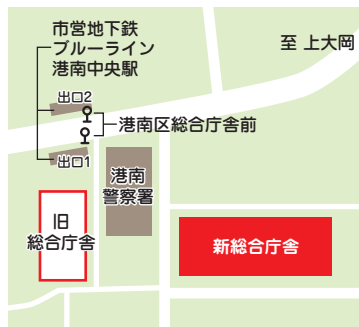 市営地下鉄
ブルーライン
港南中央駅
至 上大岡
出口2
港南区総合庁舎前
出口1
港南
警察署
旧
総合庁舎
新総合庁舎